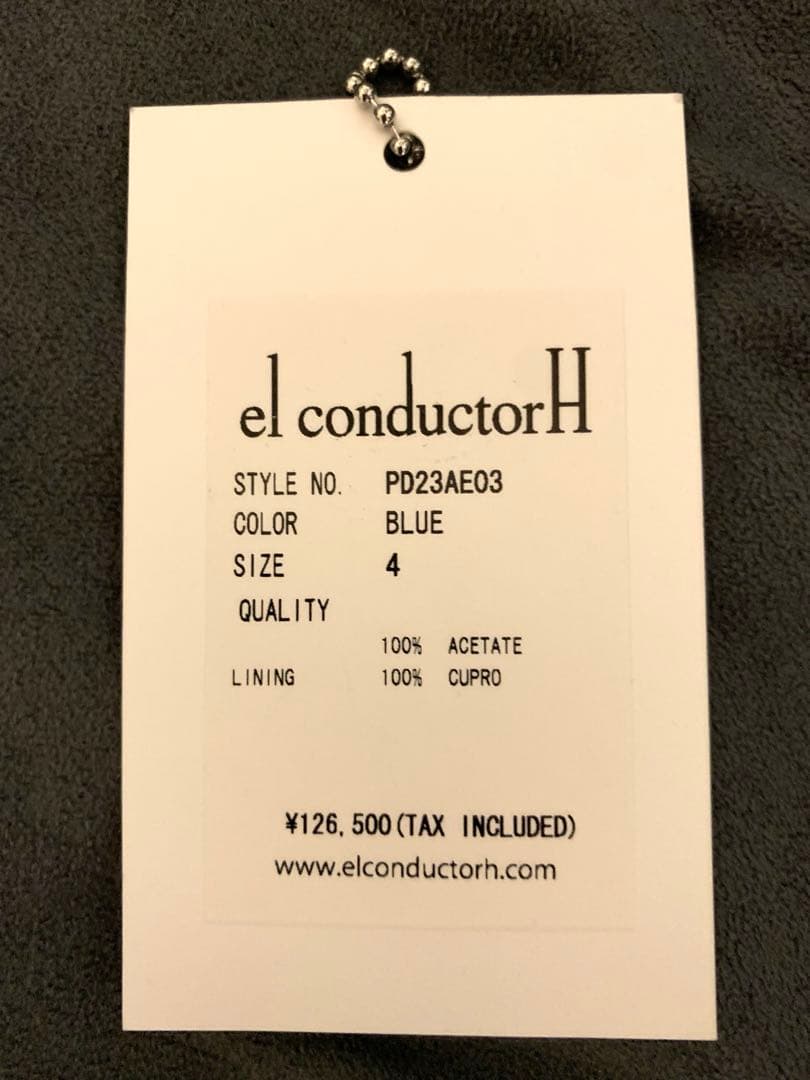 el conductorH
STYLE NO. PD23AE03
COLOR BLUE
SIZE 4
QUALITY
100% ACETATE
LINING 100% CUPRO
¥126,500(TAX INCLUDED)
www.elconductorh.com